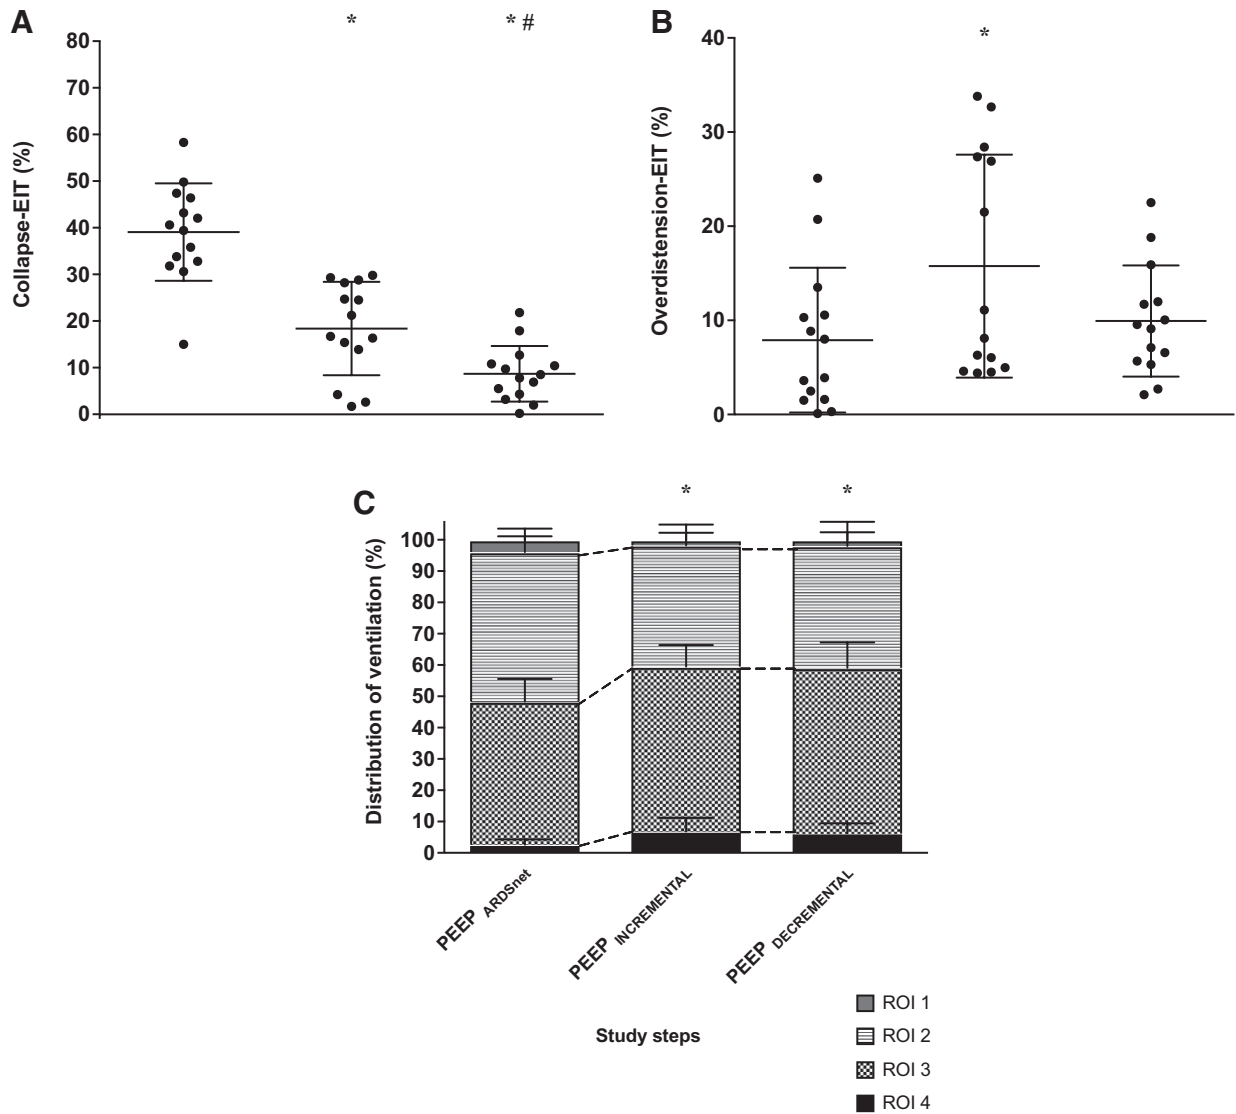 A
* * #
Collapse-EIT (%)
80
70
60
50
40
30
20
10
0
B
*
Overdistension-EIT (%)
40
30
20
10
0
C
* *
Distribution of ventilation (%)
100
90
80
70
60
50
40
30
20
10
0
PEEP ARDSnet
PEEP INCREMENTAL
PEEP DECREMENTAL
Study steps
ROI 1
ROI 2
ROI 3
ROI 4